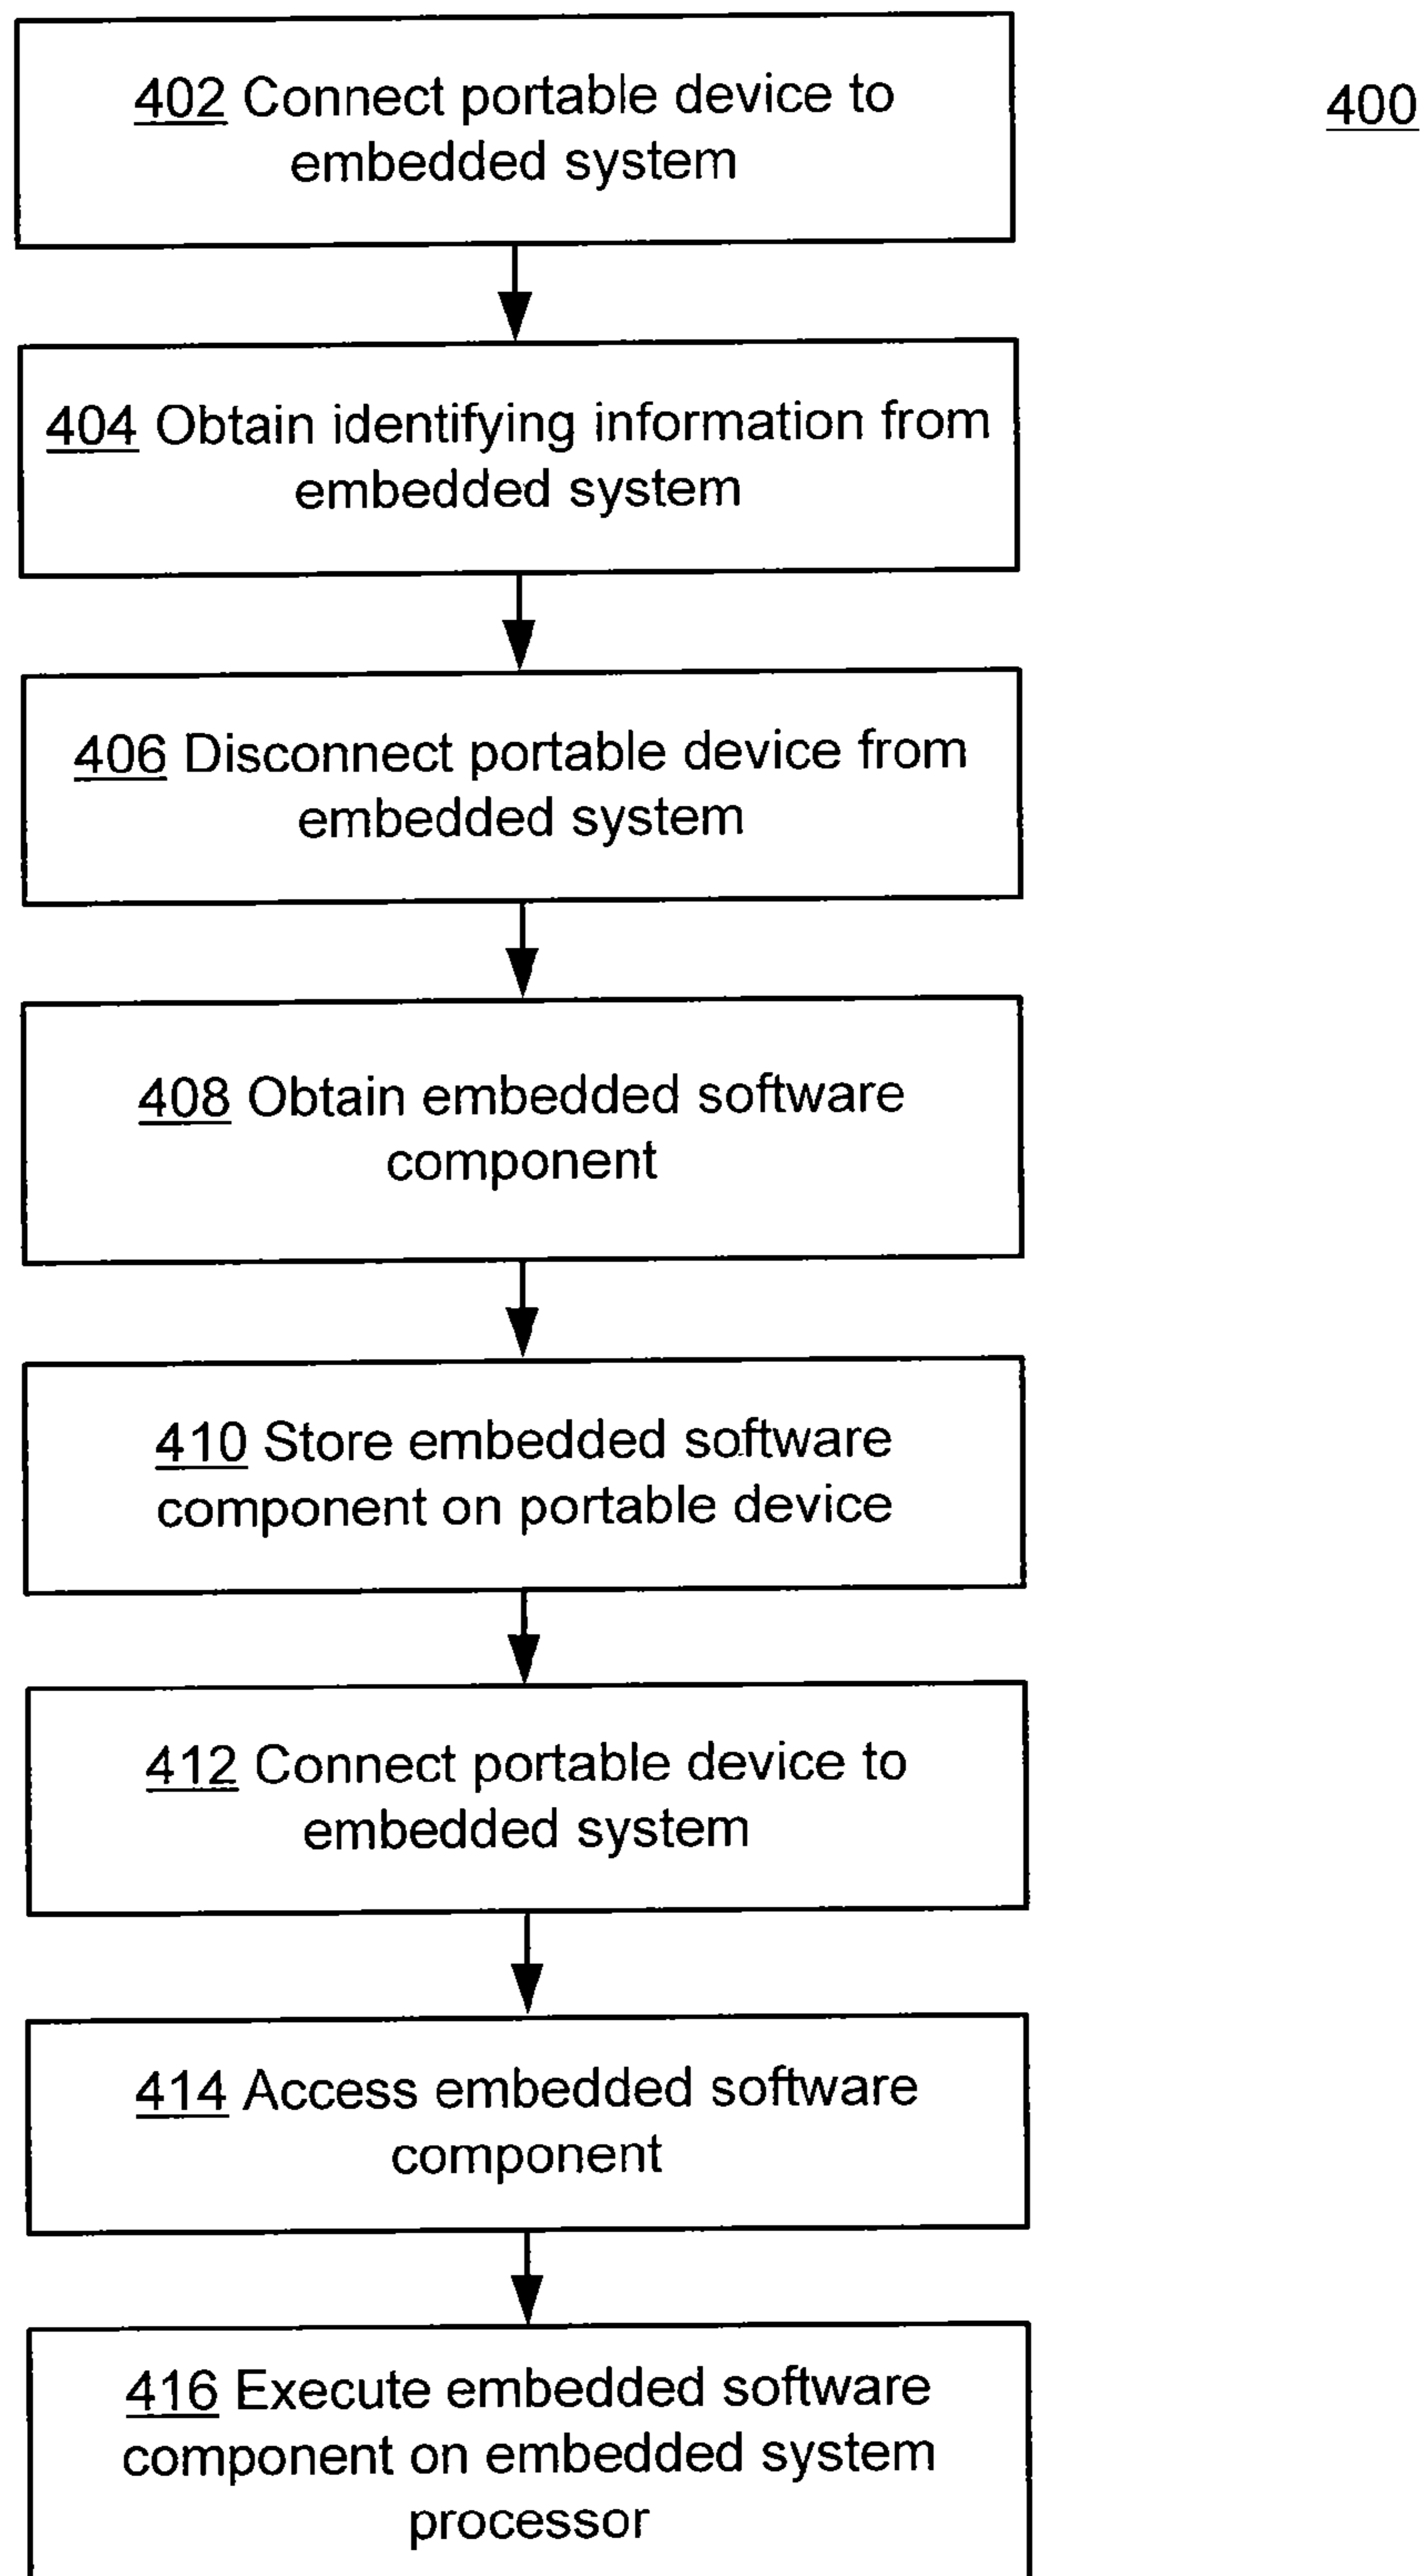 402 Connect portable device to
embedded system
400
404 Obtain identifying information from
embedded system
406 Disconnect portable device from
embedded system
408 Obtain embedded software
component
410 Store embedded software
component on portable device
412 Connect portable device to
embedded system
414 Access embedded software
component
416 Execute embedded software
component on embedded system
processor